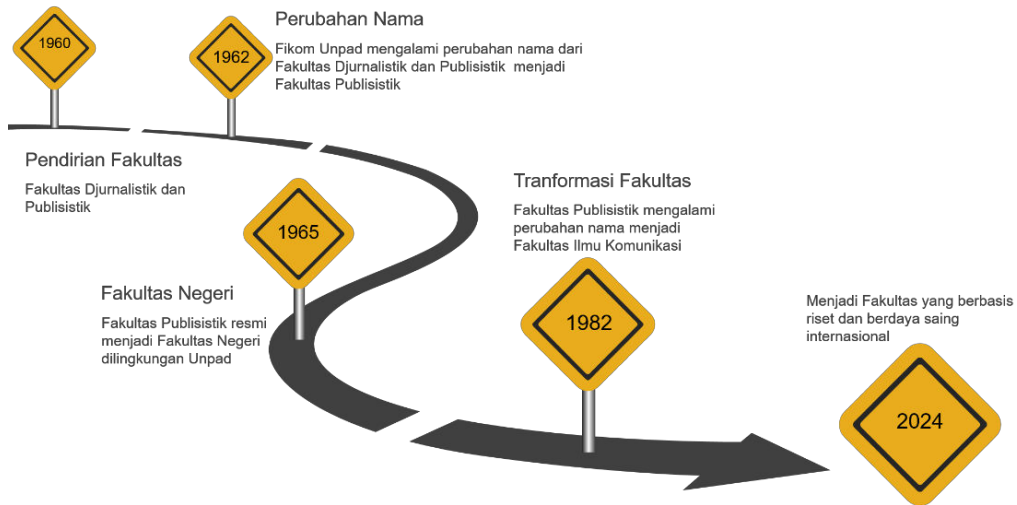 1960
Pendirian Fakultas
Fakultas Djurnalistik dan
Publisistik
1962
Perubahan Nama
Fikom Unpad mengalami perubahan nama dari
Fakultas Djurnalistik dan Publisistik menjadi
Fakultas Publisistik
1965
Fakultas Negeri
Fakultas Publisistik resmi
menjadi Fakultas Negeri
dilingkungan Unpad
Tranformasi Fakultas
Fakultas Publisistik mengalami
perubahan nama menjadi
Fakultas Ilmu Komunikasi
1982
Menjadi Fakultas yang berbasis
riset dan berdaya saing
internasional
2024